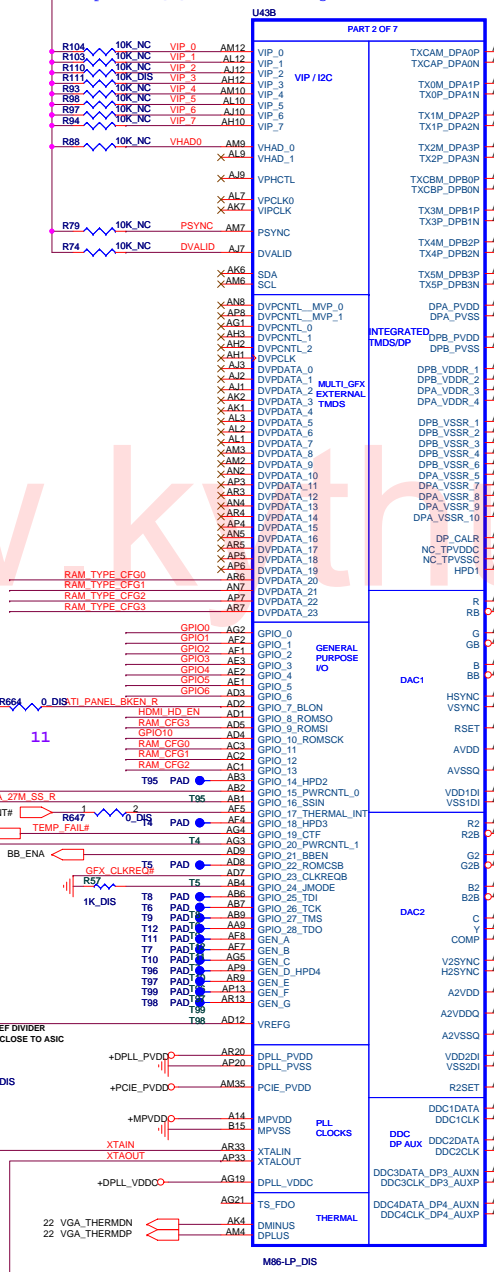 U43B
PART 2 OF 7
R104 10K_NC VIP_0 AM12 VIP_0 VIP / I2C TXCAM_DPA0P
R103 10K_NC VIP_1 AL12 VIP_1 TXCAP_DPA0N
R110 10K_NC VIP_2 AJ12 VIP_2
R111 10K_DIS VIP_3 AH12 VIP_3 TX0M_DPA1P
R93 10K_NC VIP_4 AM10 VIP_4 TX0P_DPA1N
R98 10K_NC VIP_5 AL10 VIP_5
R97 10K_NC VIP_6 AJ10 VIP_6 TX1M_DPA2P
R94 10K_NC VIP_7 AH10 VIP_7 TX1P_DPA2N
R88 10K_NC VHAD0 AM9 VHAD_0 TX2M_DPA3P
AL9 VHAD_1 TX2P_DPA3N
AJ9 VPHCTL TXCBM_DPB0P
TXCBP_DPB0N
AL7 VPCLK0
AK7 VIPCLK TX3M_DPB1P
TX3P_DPB1N
R79 10K_NC PSYNC AM7 PSYNC
TX4M_DPB2P
R74 10K_NC DVALID AJ7 DVALID TX4P_DPB2N
AK6 SDA TX5M_DPB3P
AM6 SCL TX5P_DPB3N
AN8 DVPCNTL__MVP_0 DPA_PVDD
AP8 DVPCNTL__MVP_1 DPA_PVSS
AG1 DVPCNTL_0
AH3 DVPCNTL_1 INTEGRATED TMDS/DP DPB_PVDD
AH2 DVPCNTL_2 DPB_PVSS
AH1 DVPCLK
AJ3 DVPDATA_0 DPB_VDDR_1
AJ2 DVPDATA_1 MULTI_GFX DPB_VDDR_2
AJ1 DVPDATA_2 EXTERNAL DPA_VDDR_3
AK2 DVPDATA_3 TMDS DPA_VDDR_4
AK1 DVPDATA_4
AL3 DVPDATA_5 DPB_VSSR_1
AL2 DVPDATA_6 DPB_VSSR_2
AL1 DVPDATA_7 DPB_VSSR_3
AM3 DVPDATA_8 DPB_VSSR_4
AM2 DVPDATA_9 DPB_VSSR_6
AN2 DVPDATA_10 DPB_VSSR_5
AP3 DVPDATA_11 DPA_VSSR_7
AR3 DVPDATA_12 DPA_VSSR_8
AN4 DVPDATA_13 DPA_VSSR_9
AR4 DVPDATA_14 DPA_VSSR_10
AP4 DVPDATA_15
AN5 DVPDATA_16 DP_CALR
AR5 DVPDATA_17 NC_TPVDDC
AP5 DVPDATA_18 NC_TPVSSC
AP6 DVPDATA_19 HPD1
RAM_TYPE_CFG0 AR6 DVPDATA_20
RAM_TYPE_CFG1 AN7 DVPDATA_21
RAM_TYPE_CFG2 AP7 DVPDATA_22 R
RAM_TYPE_CFG3 AR7 DVPDATA_23 RB
www.kyth
GPIO0 AG2 GPIO_0 G
GPIO1 AF2 GPIO_1 GENERAL GB
GPIO2 AF1 GPIO_2 PURPOSE
GPIO3 AE3 GPIO_3 I/O B
GPIO4 AE2 GPIO_4 BB
GPIO5 AE1 GPIO_5 DAC1
GPIO6 AD3 GPIO_6 HSYNC
R664 0_DIS ATI_PANEL_BKEN_R AD2 GPIO_7_BLON VSYNC
HDMI_HD_EN AD1 GPIO_8_ROMSO
RAM_CFG3 AD5 GPIO_9_ROMSI RSET
11
GPIO10 AD4 GPIO_10_ROMSCK
RAM_CFG0 AC3 GPIO_11 AVDD
RAM_CFG1 AC2 GPIO_12
RAM_CFG2 AC1 GPIO_13 AVSSQ
T95 PAD AB3 GPIO_14_HPD2
AB2 GPIO_15_PWRCNTL_0 VDD1DI
A_27M_SS_R T95 AB1 GPIO_16_SSIN VSS1DI
NT# R647 1 2 0_DIS AF5 GPIO_17_THERMAL_INT
T4 PAD AF4 GPIO_18_HPD3 R2
TEMP_FAIL# AG4 GPIO_19_CTF R2B
T4 AG3 GPIO_20_PWRCNTL_1
BB_ENA AD9 GPIO_21_BBEN G2
T5 PAD AD8 GPIO_22_ROMCSB G2B
GFX_CLKREQ# AD7 GPIO_23_CLKREQB
R57 1K_DIS T5 AB4 GPIO_24_JMODE B2
T8 PAD AB6 GPIO_25_TDI B2B
T6 PAD AB7 GPIO_26_TCK DAC2
T9 PAD AB9 GPIO_27_TMS C
T12 PAD AA9 GPIO_28_TDO Y
T11 PAD AF8 GEN_A COMP
T7 PAD AF7 GEN_B
T10 PAD AG5 GEN_C V2SYNC
T96 PAD AP9 GEN_D_HPD4 H2SYNC
T97 PAD AR9 GEN_E
T99 PAD AP13 GEN_F A2VDD
T98 PAD AR13 GEN_G
T99
T98 AD12 VREFG A2VDDQ
EF DIVIDER
CLOSE TO ASIC
A2VSSQ
+DPLL_PVDD AR20 DPLL_PVDD VDD2DI
AP20 DPLL_PVSS VSS2DI
DIS
+PCIE_PVDD AM35 PCIE_PVDD R2SET
DDC1DATA
+MPVDD A14 MPVDD PLL DDC1CLK
B15 MPVSS CLOCKS
DDC DP AUX DDC2DATA
XTAIN AR33 XTALIN DDC2CLK
XTAOUT AP33 XTALOUT
DDC3DATA_DP3_AUXN
+DPLL_VDDC AG19 DPLL_VDDC DDC3CLK_DP3_AUXP
AG21 TS_FDO DDC4DATA_DP4_AUXN
THERMAL DDC4CLK_DP4_AUXP
22 VGA_THERMDN AK4 DMINUS
22 VGA_THERMDP AM4 DPLUS
M86-LP_DIS